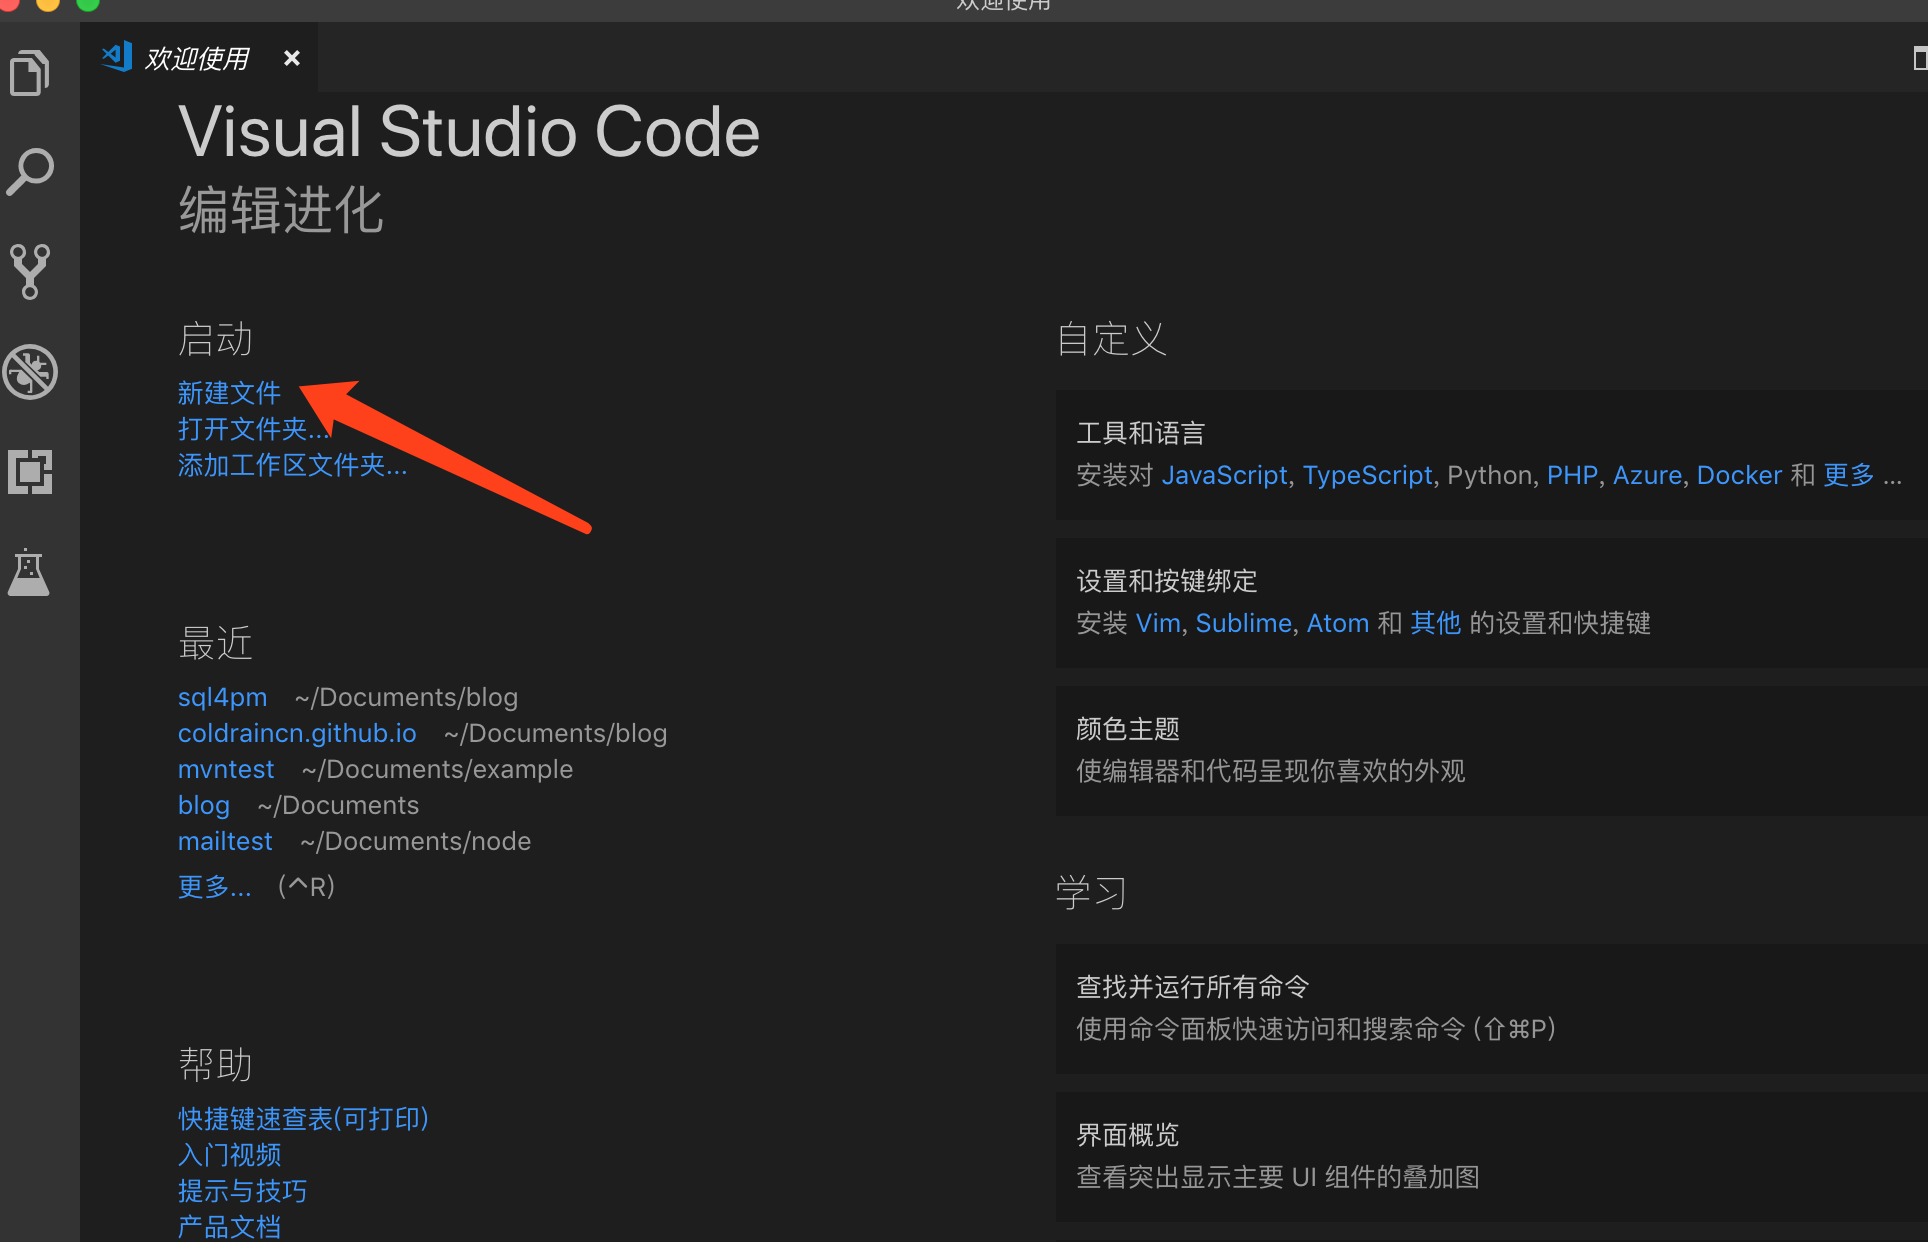 欢迎使用
欢迎使用
Visual Studio Code
编辑进化
启动
新建文件
打开文件夹...
添加工作区文件夹...
最近
sql4pm ~/Documents/blog
coldraincn.github.io ~/Documents/blog
mvntest ~/Documents/example
blog ~/Documents
mailtest ~/Documents/node
更多... (^R)
帮助
快捷键速查表(可打印)
入门视频
提示与技巧
产品文档
自定义
工具和语言
安装对 JavaScript, TypeScript, Python, PHP, Azure, Docker 和 更多 ...
设置和按键绑定
安装 Vim, Sublime, Atom 和 其他 的设置和快捷键
颜色主题
使编辑器和代码呈现你喜欢的外观
学习
查找并运行所有命令
使用命令面板快速访问和搜索命令 (⇧⌘P)
界面概览
查看突出显示主要 UI 组件的叠加图